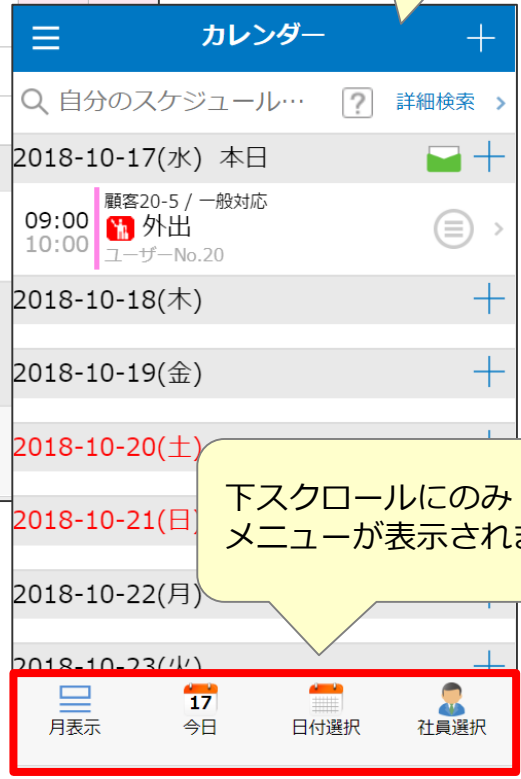 カレンダー
自分のスケジュール… ? 詳細検索
2018-10-17(水) 本日
顧客20-5 / 一般対応
09:00 外出
10:00 ユーザーNo.20
2018-10-18(木)
2018-10-19(金)
2018-10-20(土)
2018-10-21(日)
下スクロールにのみ
メニューが表示されま
2018-10-22(月)
2018-10-23(火)
17
月表示 今日 日付選択 社員選択